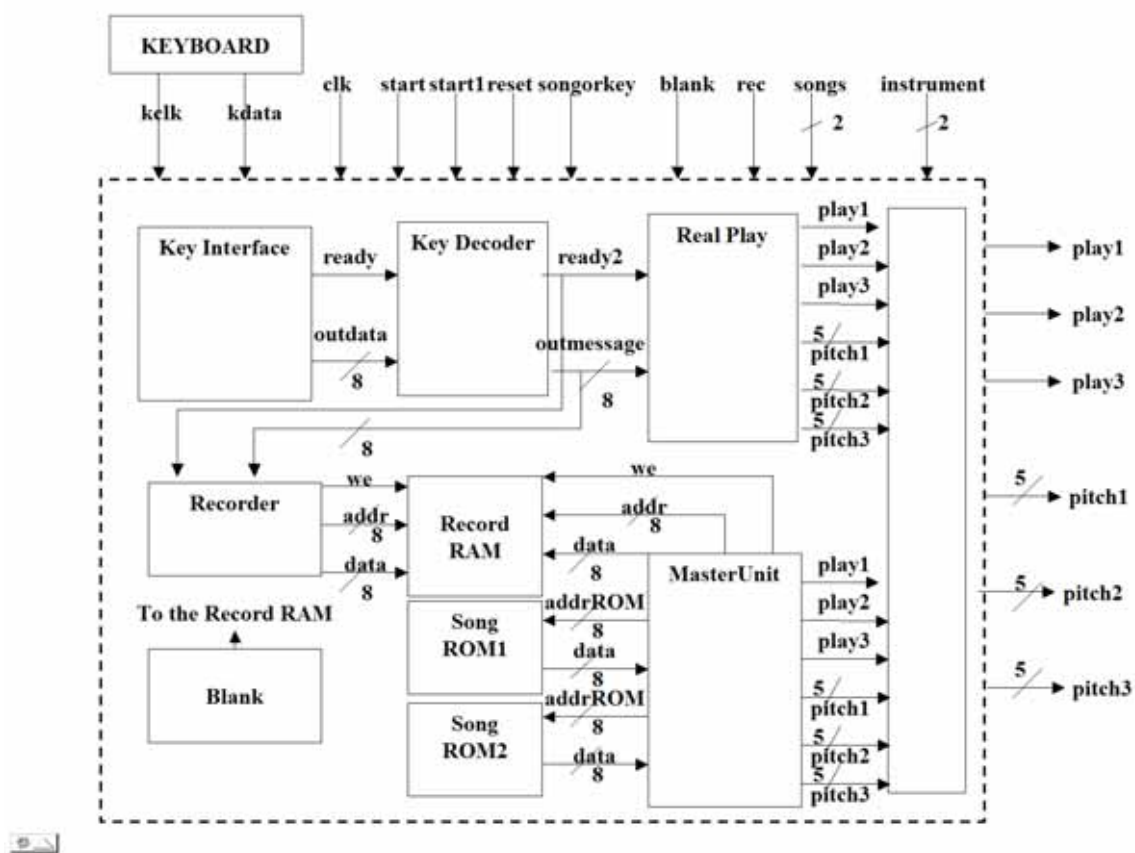 KEYBOARD
clk
start
start1
reset
songorkey
blank
rec
songs
instrument
kclk
kdata
2
2
Key Interface
ready
outdata
8
Key Decoder
ready2
outmessage
8
8
Real Play
play1
play2
play3
5
pitch1
5
pitch2
5
pitch3
play1
play2
play3
5
pitch1
5
pitch2
5
pitch3
Recorder
we
addr
8
data
8
Record
RAM
we
addr
8
data
8
MasterUnit
play1
play2
play3
5
pitch1
5
pitch2
5
pitch3
To the Record RAM
Blank
Song
ROM1
addrROM
8
data
8
Song
ROM2
addrROM
8
data
8